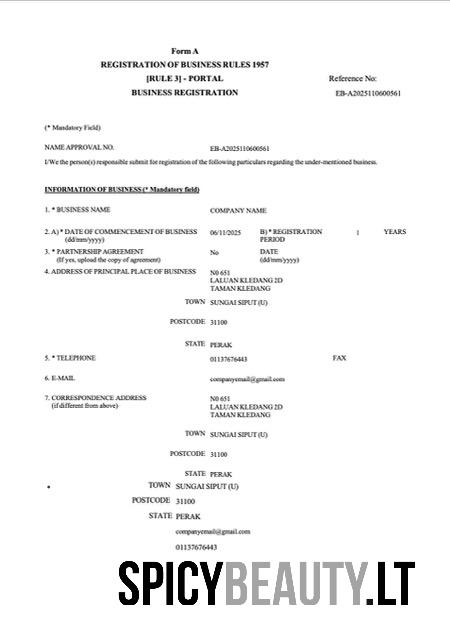 Form A
REGISTRATION OF BUSINESS RULES 1957
[RULE 3] - PORTAL
Reference No:
BUSINESS REGISTRATION
EB-A2025110600561
(* Mandatory Field)
NAME APPROVAL NO. EB-A2025110600561
I/We the person(s) responsible submit for registration of the following particulars regarding the under-mentioned business.
INFORMATION OF BUSINESS (* Mandatory field)
1. * BUSINESS NAME COMPANY NAME
2. A) * DATE OF COMMENCEMENT OF BUSINESS 06/11/2025 B) * REGISTRATION 1 YEARS
(dd/mm/yyyy) PERIOD
3. * PARTNERSHIP AGREEMENT No DATE
(If yes, upload the copy of agreement) (dd/mm/yyyy)
4. ADDRESS OF PRINCIPAL PLACE OF BUSINESS N0 651
LALUAN KLEDANG 2D
TAMAN KLEDANG
TOWN SUNGAI SIPUT (U)
POSTCODE 31100
STATE PERAK
5. * TELEPHONE 01137676443 FAX
6. E-MAIL companyemail@gmail.com
7. CORRESPONDENCE ADDRESS N0 651
(if different from above) LALUAN KLEDANG 2D
TAMAN KLEDANG
TOWN SUNGAI SIPUT (U)
POSTCODE 31100
STATE PERAK
• TOWN SUNGAI SIPUT (U)
POSTCODE 31100
STATE PERAK
companyemail@gmail.com
01137676443
SPICYBEAUTY.LT